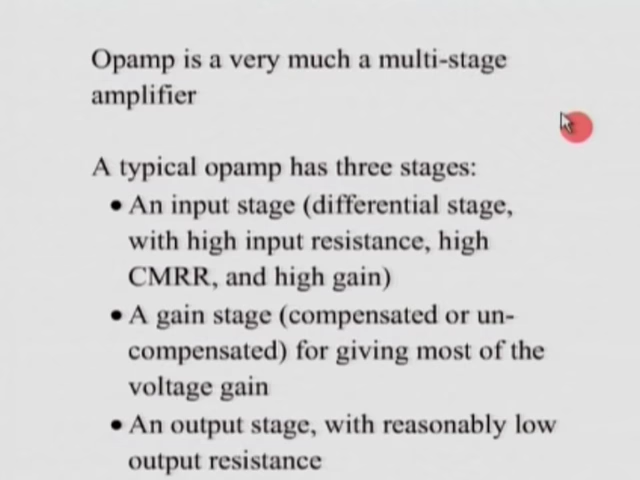 Opamp is a very much a multi-stage
amplifier
A typical opamp has three stages:
• An input stage (differential stage,
with high input resistance, high
CMRR, and high gain)
• A gain stage (compensated or un-
compensated) for giving most of the
voltage gain
• An output stage, with reasonably low
output resistance